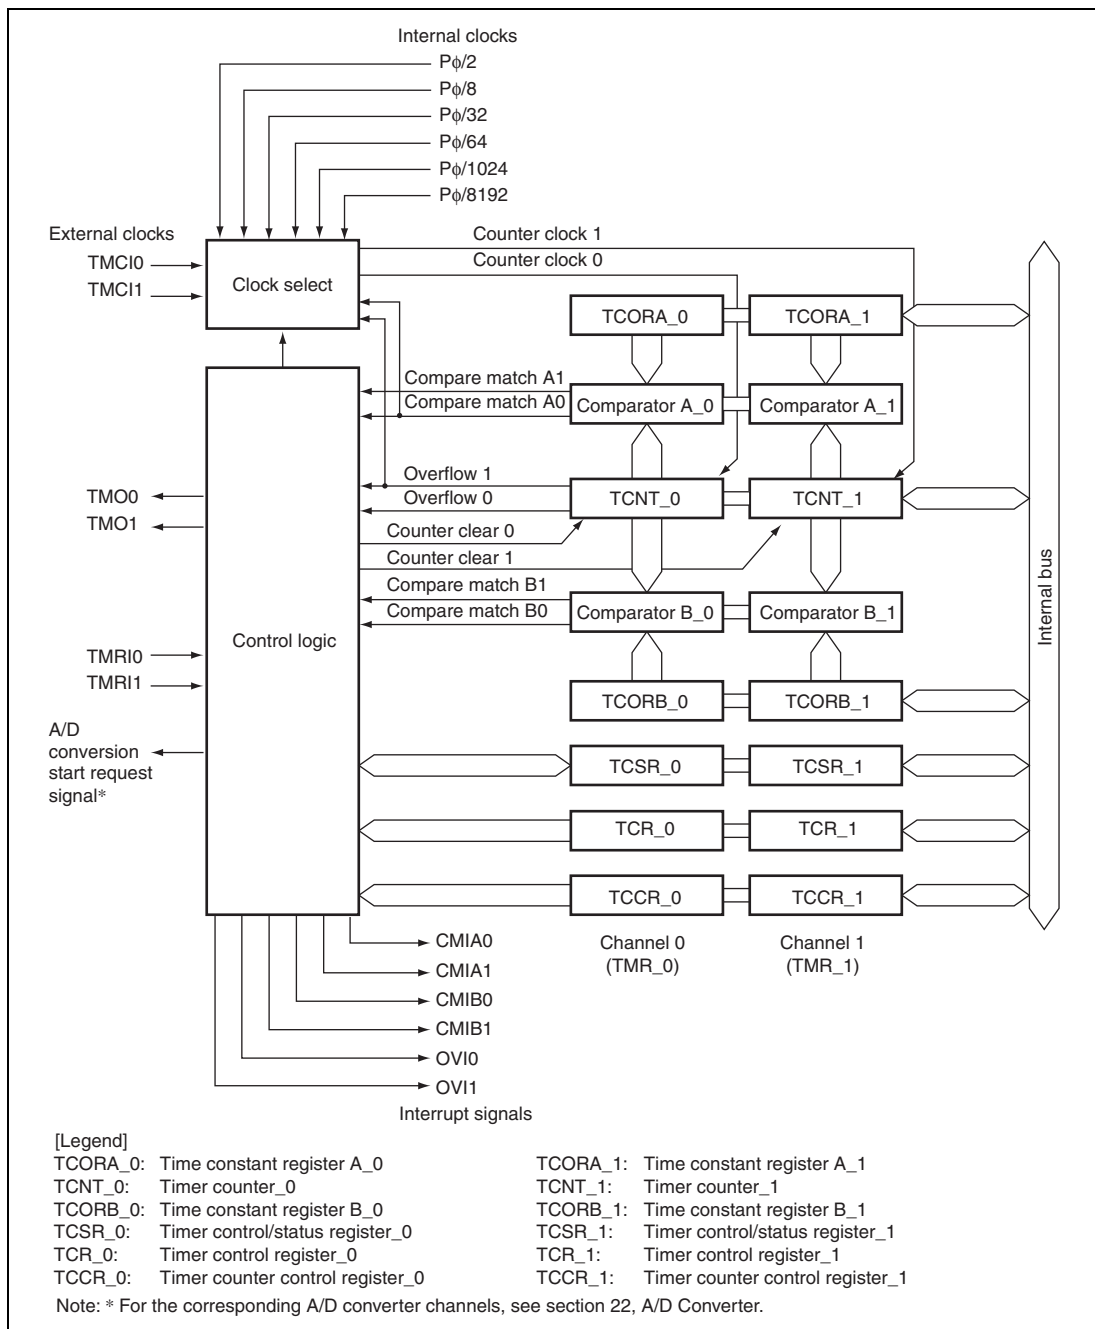 Internal clocks
Pϕ/2
Pϕ/8
Pϕ/32
Pϕ/64
Pϕ/1024
Pϕ/8192
External clocks
TMCI0
TMCI1
Clock select
Counter clock 1
Counter clock 0
TCORA_0
TCORA_1
Compare match A1
Compare match A0
Comparator A_0
Comparator A_1
TMO0
TMO1
Overflow 1
Overflow 0
TCNT_0
TCNT_1
Counter clear 0
Counter clear 1
Compare match B1
Compare match B0
Comparator B_0
Comparator B_1
Control logic
Internal bus
TMRI0
TMRI1
TCORB_0
TCORB_1
A/D
conversion
start request
signal*
TCSR_0
TCSR_1
TCR_0
TCR_1
TCCR_0
TCCR_1
Channel 0
(TMR_0)
Channel 1
(TMR_1)
CMIA0
CMIA1
CMIB0
CMIB1
OVI0
OVI1
Interrupt signals
[Legend]
TCORA_0: Time constant register A_0
TCORA_1: Time constant register A_1
TCNT_0: Timer counter_0
TCNT_1: Timer counter_1
TCORB_0: Time constant register B_0
TCORB_1: Time constant register B_1
TCSR_0: Timer control/status register_0
TCSR_1: Timer control/status register_1
TCR_0: Timer control register_0
TCR_1: Timer control register_1
TCCR_0: Timer counter control register_0
TCCR_1: Timer counter control register_1
Note: * For the corresponding A/D converter channels, see section 22, A/D Converter.